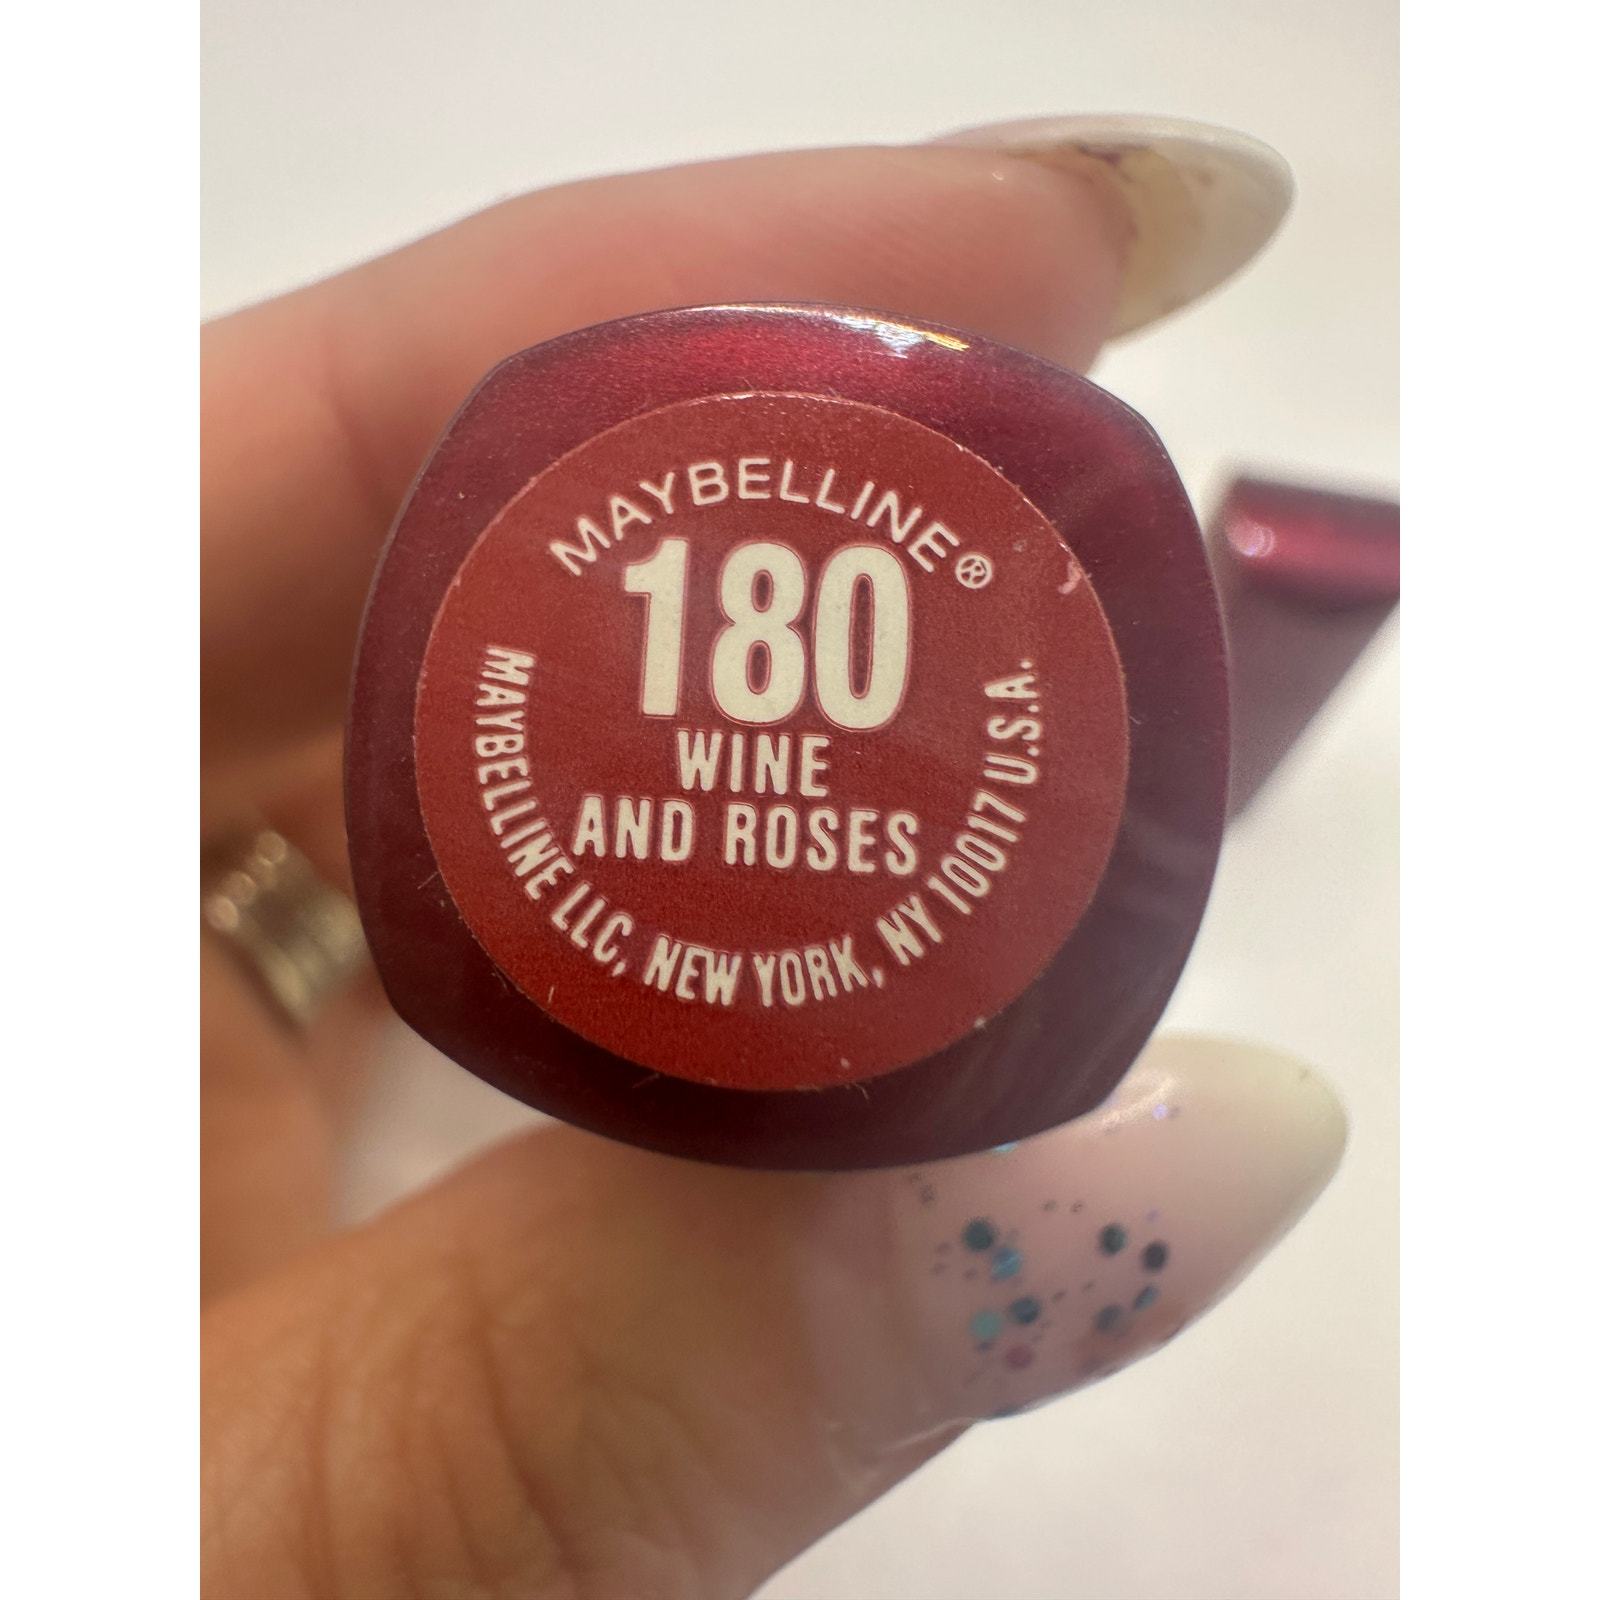 MAYBELLINE®
180
WINE
AND ROSES
MAYBELLINE LLC, NEW YORK, NY 10017 U.S.A.